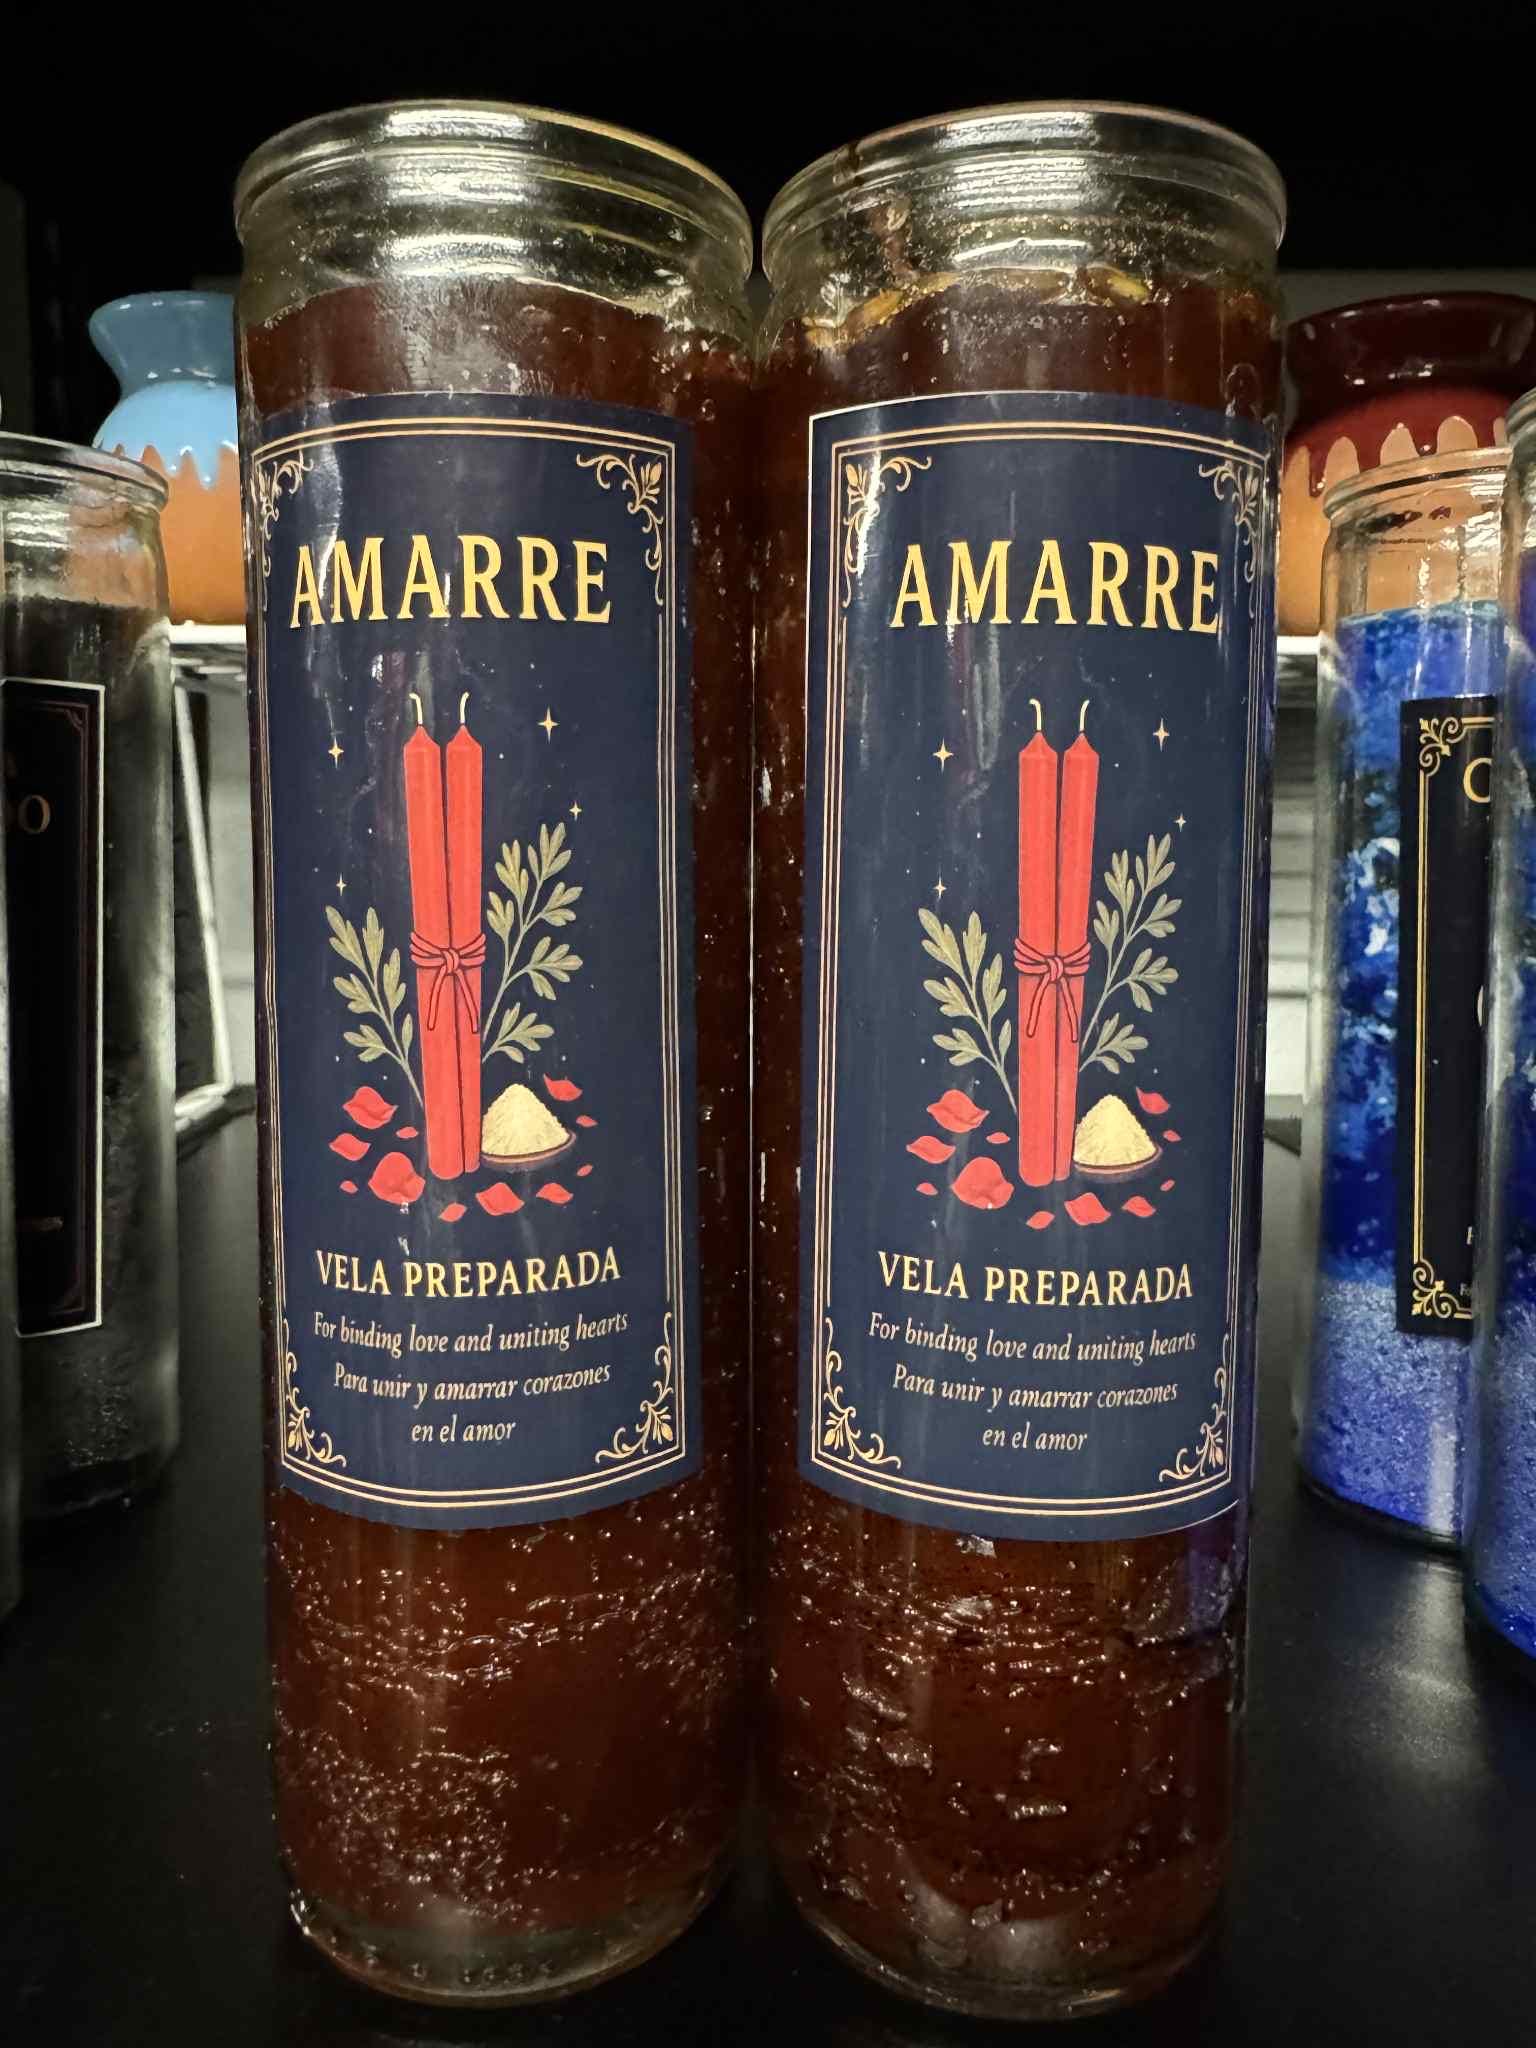 AMARRE
VELA PREPARADA
For binding love and uniting hearts
Para unir y amarrar corazones
en el amor
AMARRE
VELA PREPARADA
For binding love and uniting hearts
Para unir y amarrar corazones
en el amor